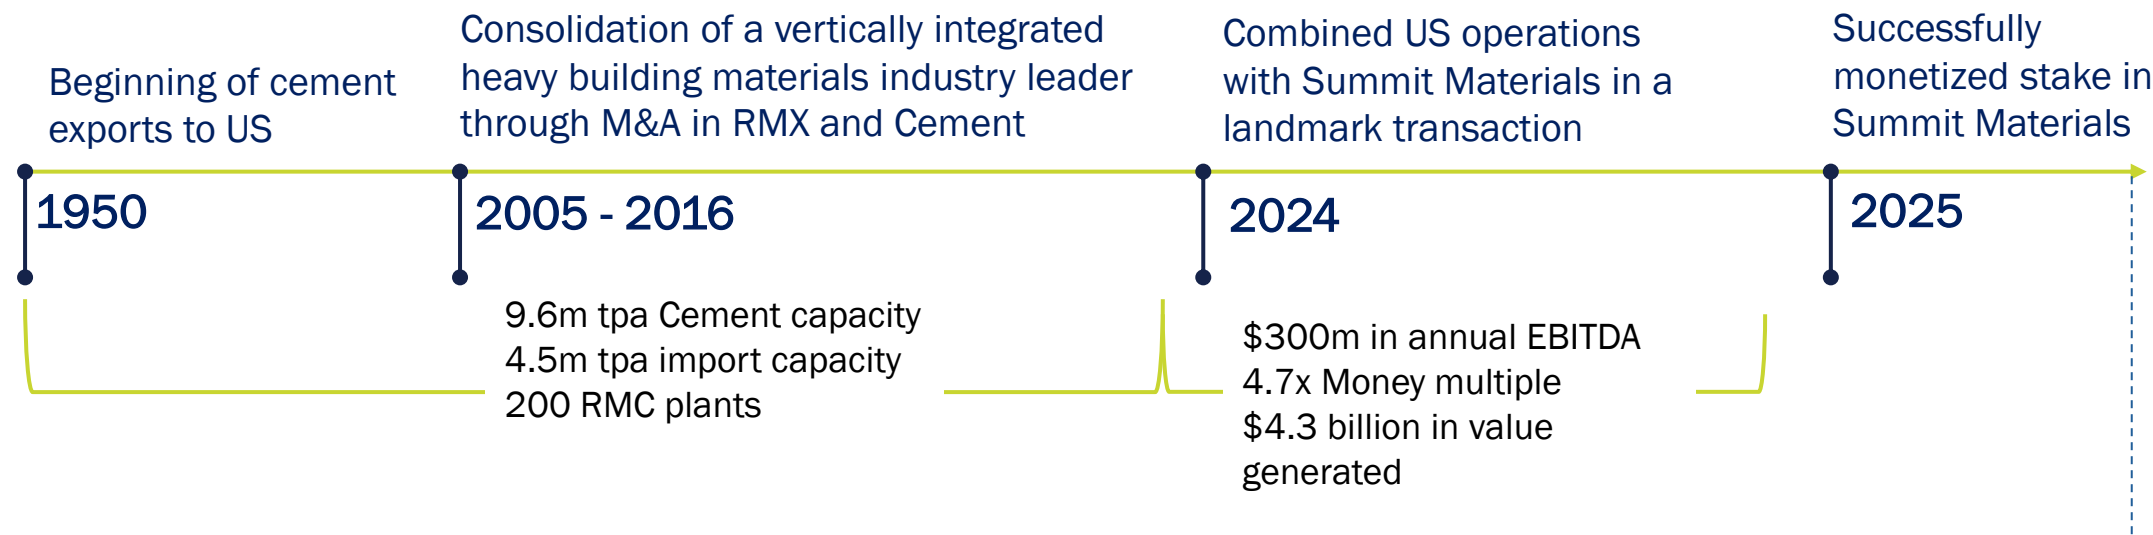 Beginning of cement
exports to US
1950
Consolidation of a vertically integrated
heavy building materials industry leader
through M&A in RMX and Cement
2005 - 2016
Combined US operations
with Summit Materials in a
landmark transaction
2024
Successfully
monetized stake in
Summit Materials
2025
9.6m tpa Cement capacity
4.5m tpa import capacity
200 RMC plants
$300m in annual EBITDA
4.7x Money multiple
$4.3 billion in value
generated